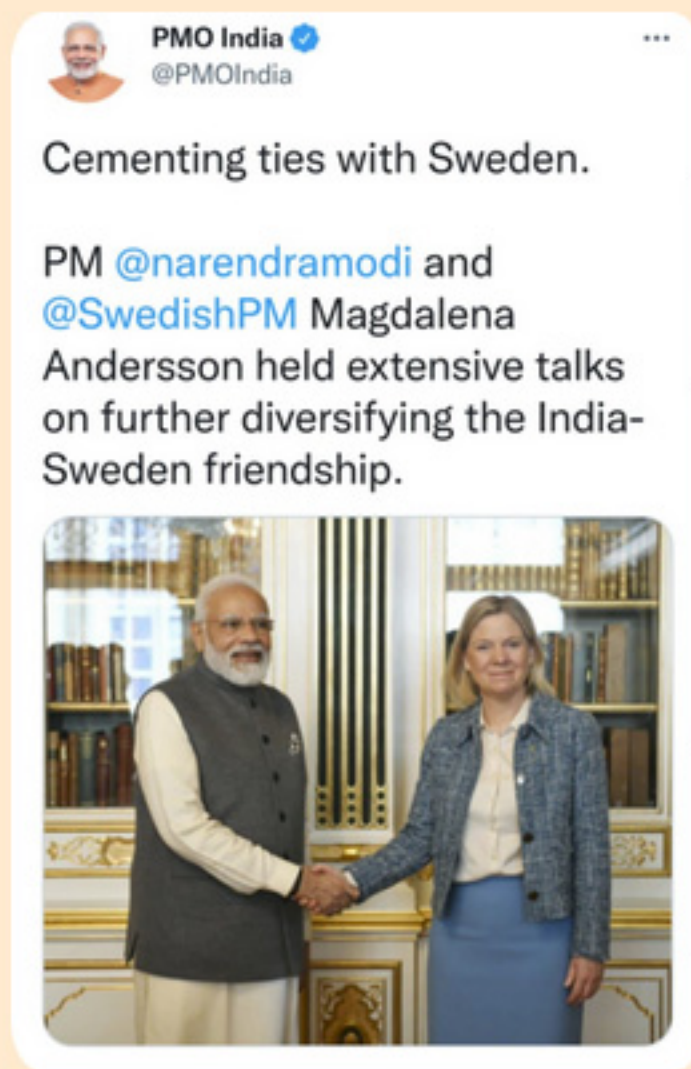 PMO India
@PMOIndia
Cementing ties with Sweden.
PM @narendramodi and
@SwedishPM Magdalena
Andersson held extensive talks
on further diversifying the India-
Sweden friendship.